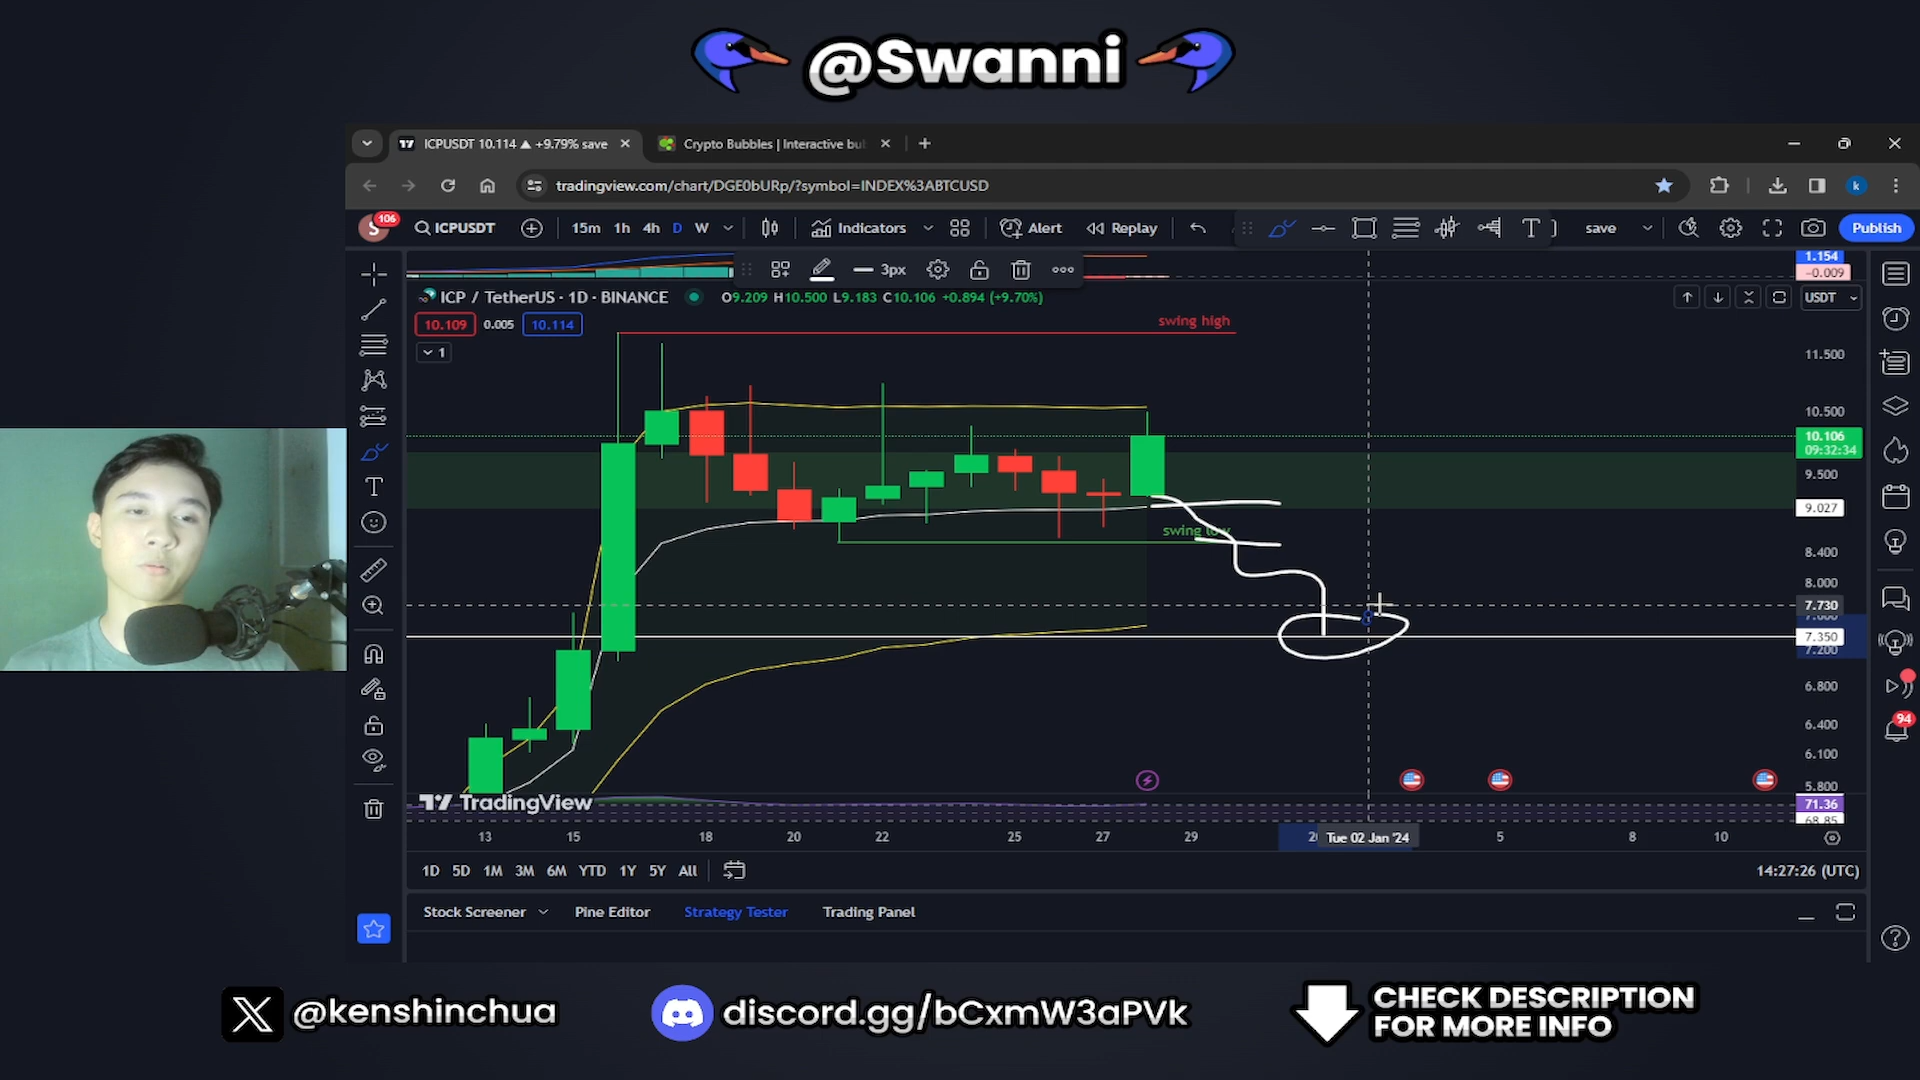 @Swanni
ICPUSDT 10.114 ▲ +9.79% save
Crypto Bubbles | Interactive bu
tradingview.com/chart/DGE0bURp/?symbol=INDEX%3ABTCUSD
k
S
106
ICPUSDT
15m 1h 4h D W
Indicators
Alert
Replay
T
save
Publish
3px
1.154
-0.009
ICP / TetherUS · 1D · BINANCE
O9.209 H10.500 L9.183 C10.106 +0.894 (+9.70%)
USDT
10.109 0.005 10.114
1
swing high
swing low
11.500
10.500
10.106
09:32:34
9.500
9.027
8.400
8.000
7.730
7.350
7.200
6.800
6.400
6.100
5.800
71.36
68.85
94
TradingView
13 15 18 20 22 25 27 29 Tue 02 Jan '24 5 8 10
1D 5D 1M 3M 6M YTD 1Y 5Y All
14:27:26 (UTC)
Stock Screener Pine Editor Strategy Tester Trading Panel
@kenshinchua
discord.gg/bCxmW3aPVk
CHECK DESCRIPTION
FOR MORE INFO